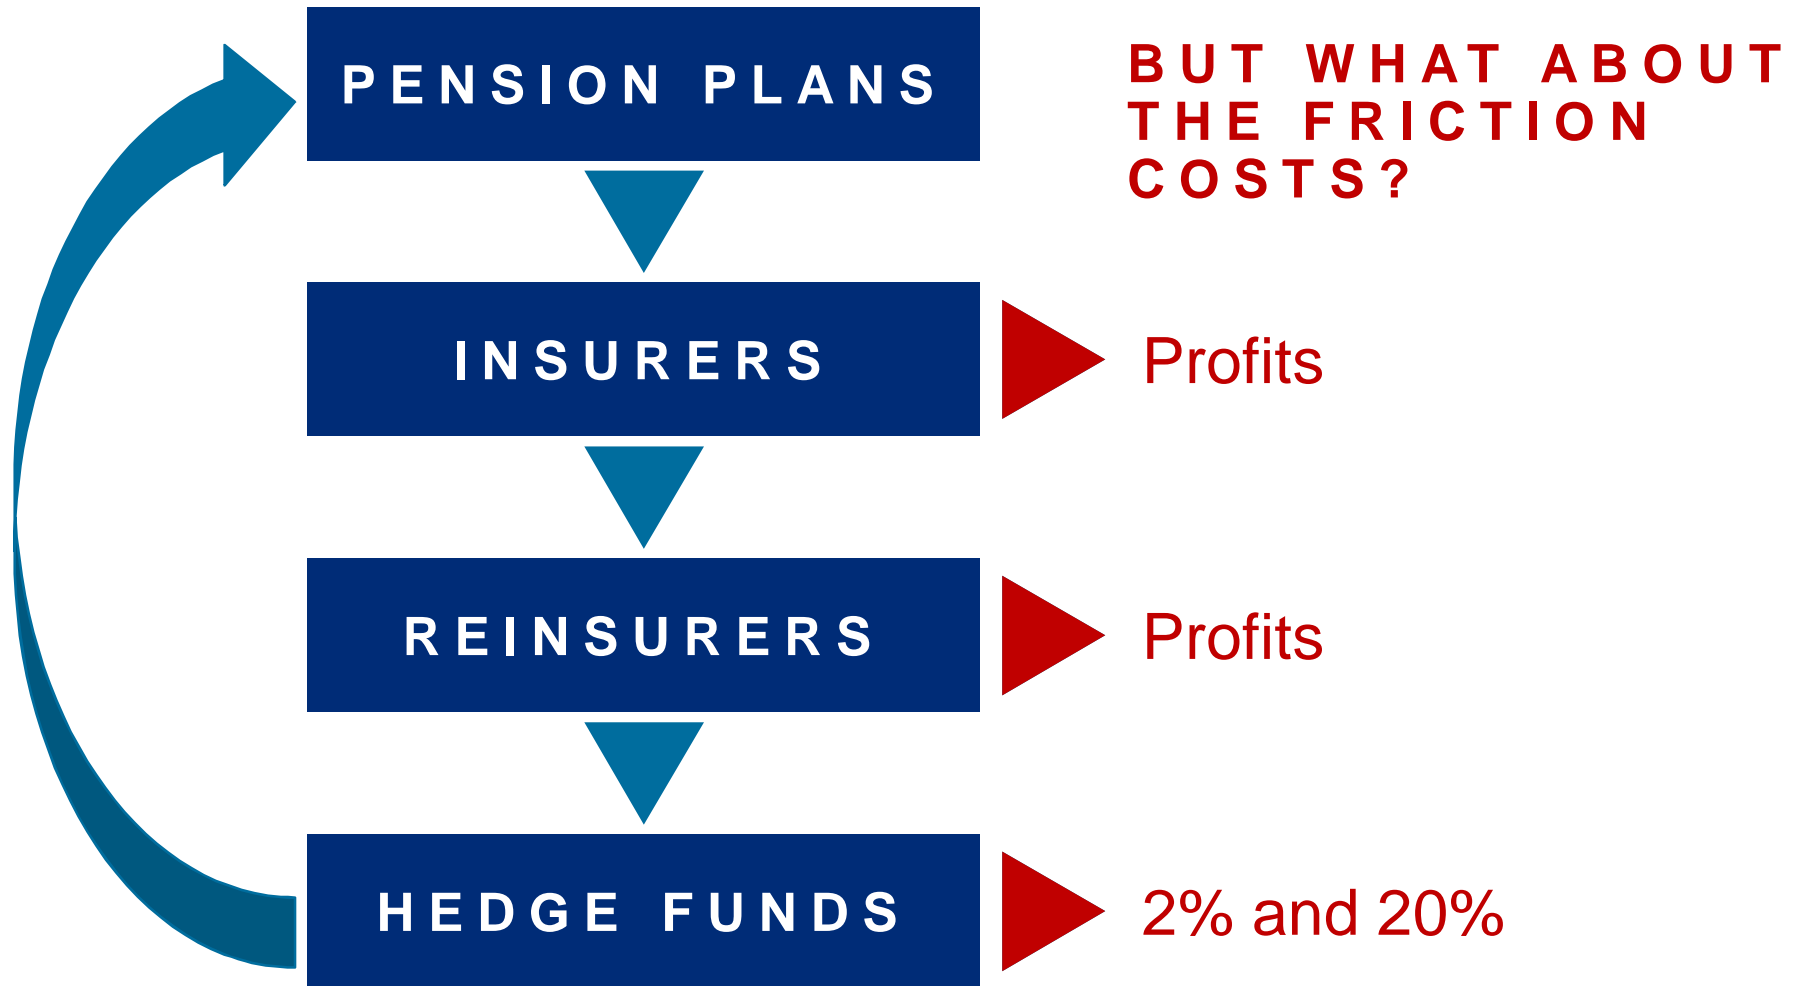 PENSION PLANS
BUT WHAT ABOUT
THE FRICTION
COSTS?
INSURERS
Profits
REINSURERS
Profits
HEDGE FUNDS
2% and 20%